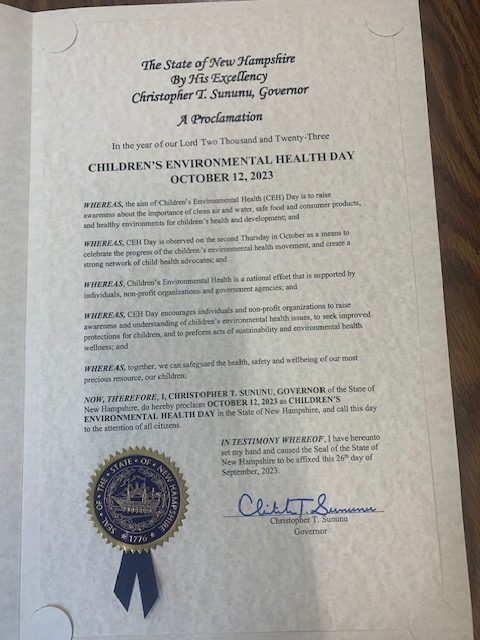 The State of New Hampshire
By His Excellency
Christopher T. Sununu, Governor
A Proclamation
In the year of our Lord Two Thousand and Twenty-Three
CHILDREN'S ENVIRONMENTAL HEALTH DAY
OCTOBER 12, 2023
WHEREAS, the aim of Children's Environmental Health (CEH) Day is to raise
awareness about the importance of clean air and water, safe food and consumer products,
and healthy environments for children's health and development; and
WHEREAS, CEH Day is observed on the second Thursday in October as a means to
celebrate the progress of the children's environmental health movement, and create a
strong network of child health advocates; and
WHEREAS, Children's Environmental Health is a national effort that is supported by
individuals, non-profit organizations and government agencies; and
WHEREAS, CEH Day encourages individuals and non-profit organizations to raise
awareness and understanding of children's environmental health issues, to seek improved
protections for children, and to preform acts of sustainability and environmental health
wellness; and
WHEREAS, together, we can safeguard the health, safety and wellbeing of our most
precious resource, our children;
NOW, THEREFORE, I, CHRISTOPHER T. SUNUNU, GOVERNOR of the State of
New Hampshire, do hereby proclaim OCTOBER 12, 2023 as CHILDREN'S
ENVIRONMENTAL HEALTH DAY in the State of New Hampshire, and call this day
to the attention of all citizens.
IN TESTIMONY WHEREOF, I have hereunto
set my hand and caused the Seal of the State of
New Hampshire to be affixed this 26th day of
September, 2023.
Christopher T. Sununu
Governor
SEAL • OF • THE • STATE • OF • NEW HAMPSHIRE
1776